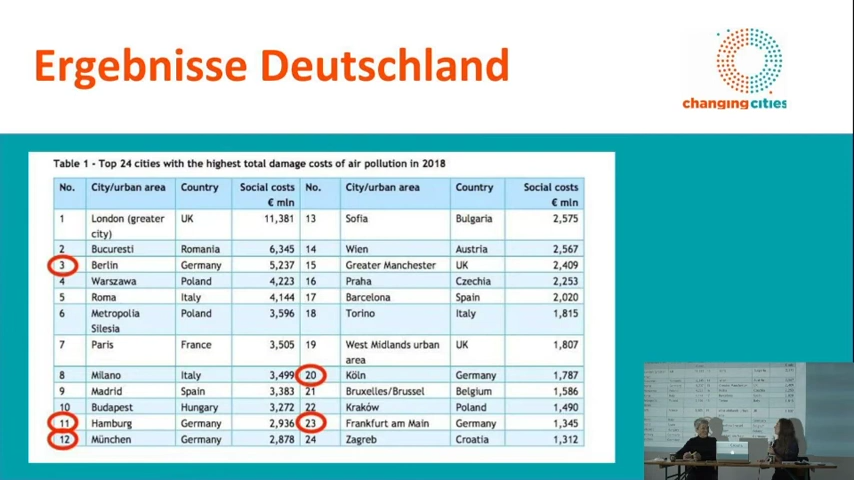 Ergebnisse Deutschland
changingcities
Table 1 - Top 24 cities with the highest total damage costs of air pollution in 2018
No. City/urban area Country Social costs € mln No. City/urban area Country Social costs € mln
1 London (greater city) UK 11,381 13 Sofia Bulgaria 2,575
2 Bucuresti Romania 6,345 14 Wien Austria 2,567
3 Berlin Germany 5,237 15 Greater Manchester UK 2,409
4 Warszawa Poland 4,223 16 Praha Czechia 2,253
5 Roma Italy 4,144 17 Barcelona Spain 2,020
6 Metropolia Silesia Poland 3,596 18 Torino Italy 1,815
7 Paris France 3,505 19 West Midlands urban area UK 1,807
8 Milano Italy 3,499 20 Köln Germany 1,787
9 Madrid Spain 3,383 21 Bruxelles/Brussel Belgium 1,586
10 Budapest Hungary 3,272 22 Kraków Poland 1,490
11 Hamburg Germany 2,936 23 Frankfurt am Main Germany 1,345
12 München Germany 2,878 24 Zagreb Croatia 1,312